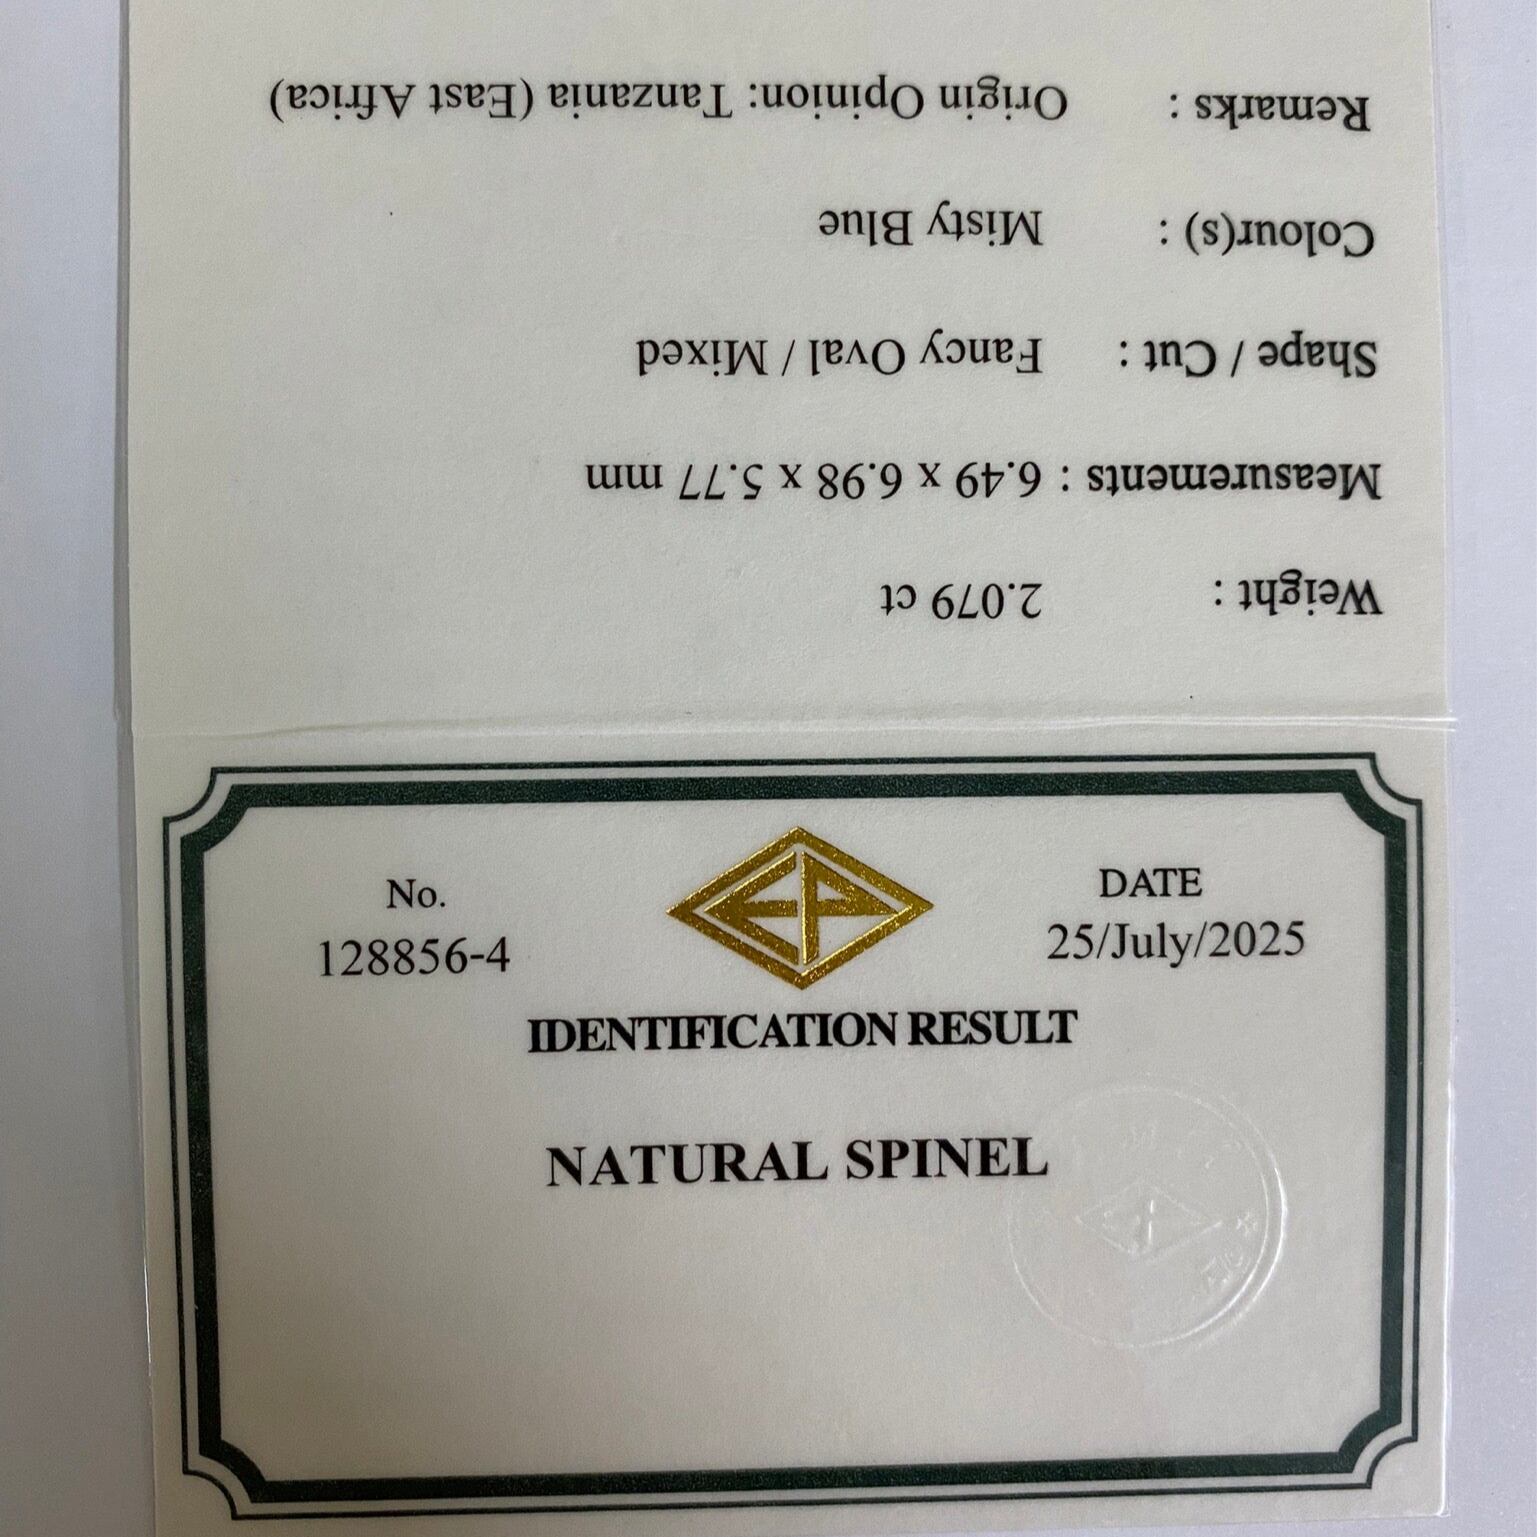 No.
128856-4
EP
DATE
25/July/2025
IDENTIFICATION RESULT
NATURAL SPINEL
Weight : 2.079 ct
Measurements : 6.49 x 6.98 x 5.77 mm
Shape / Cut : Fancy Oval / Mixed
Colour(s) : Misty Blue
Remarks : Origin Opinion: Tanzania (East Africa)